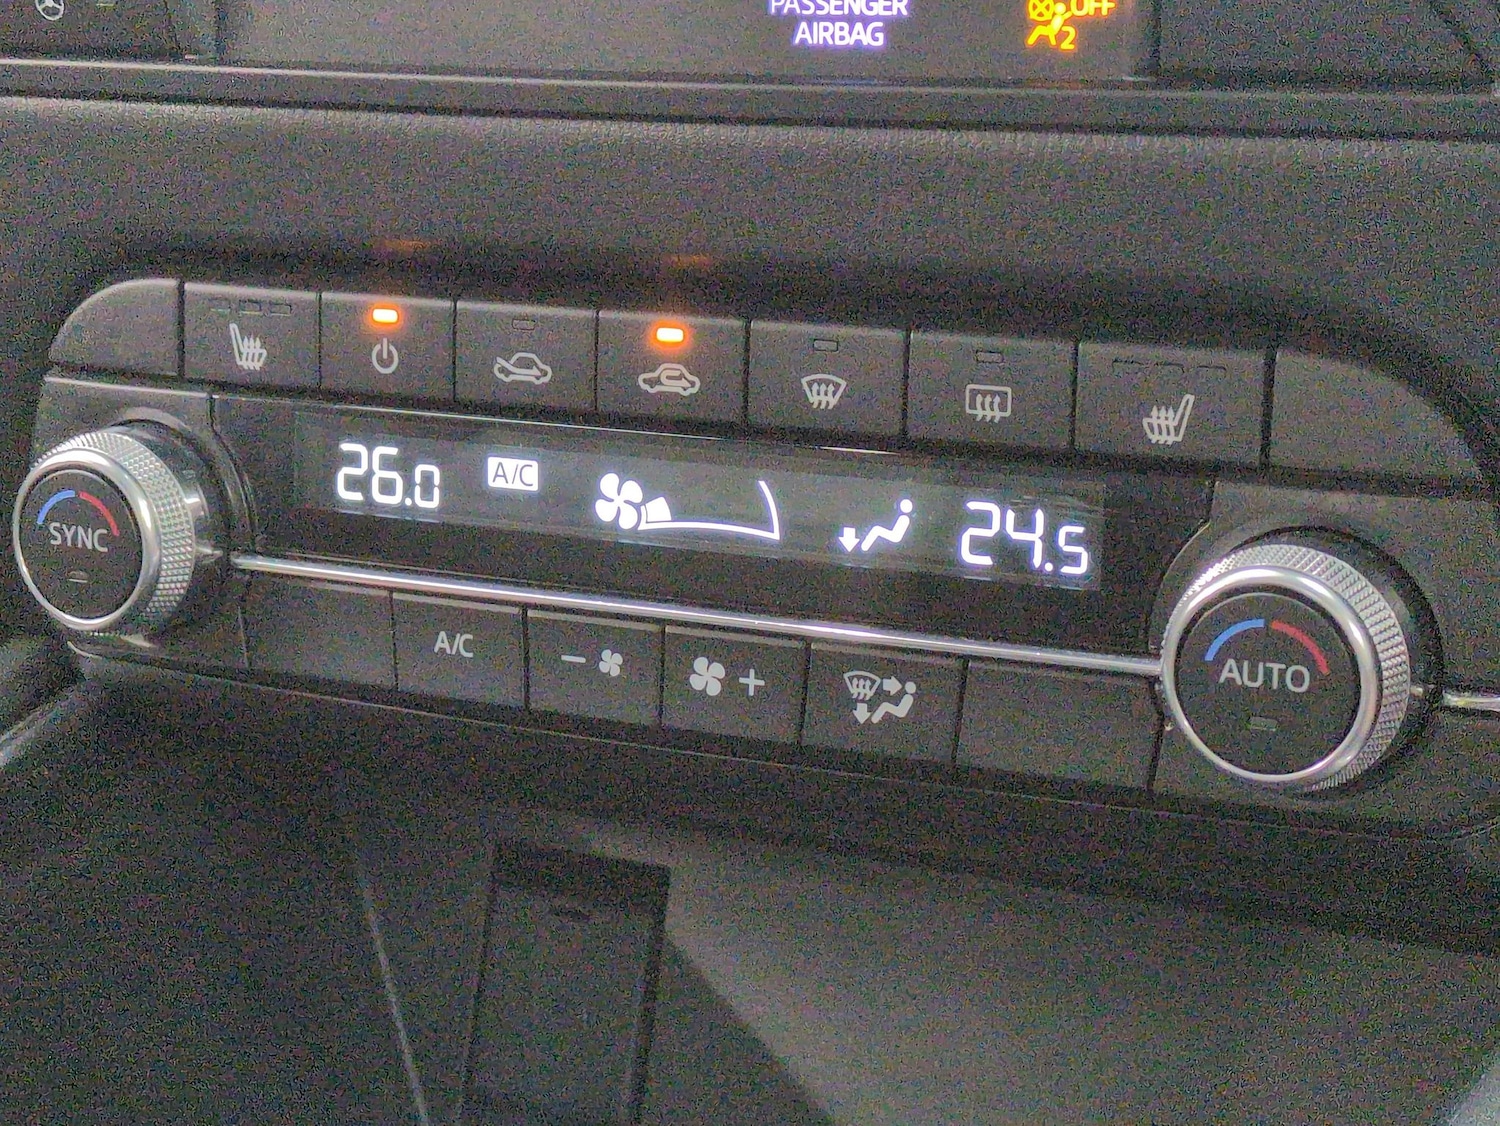 PASSENGER
AIRBAG
OFF
2
26.0
A/C
24.5
SYNC
A/C
AUTO